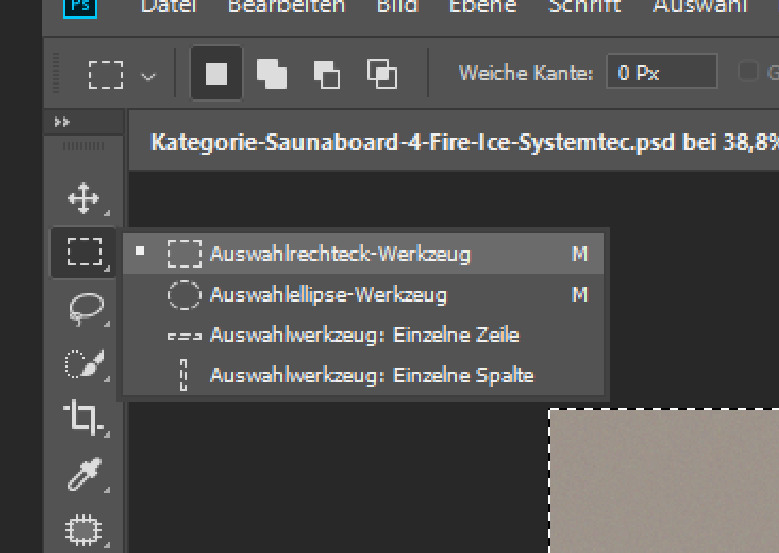 Ps Datei Bearbeiten Bild Ebene Schrift Auswahl
Weiche Kante: 0 Px
Kategorie-Saunaboard-4-Fire-Ice-Systemtec.psd bei 38,8%
Auswahlrechteck-Werkzeug M
Auswahlellipse-Werkzeug M
Auswahlwerkzeug: Einzelne Zeile
Auswahlwerkzeug: Einzelne Spalte